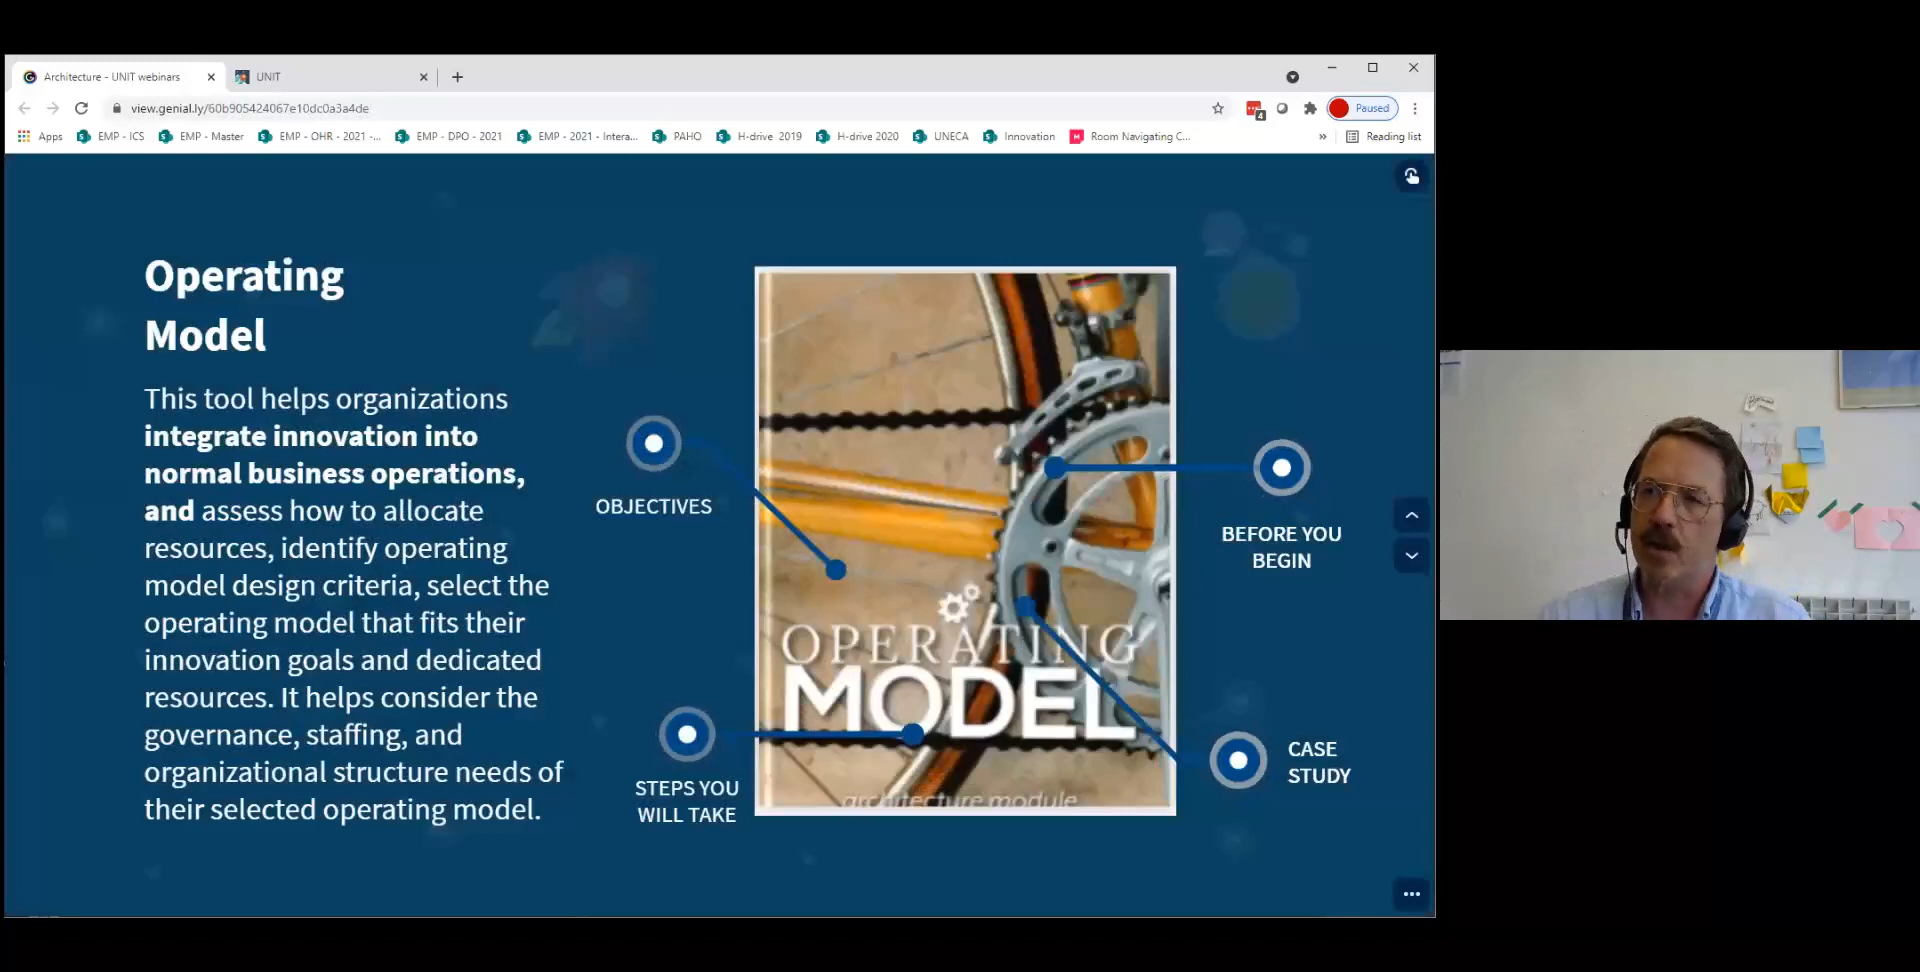 Architecture - UNIT webinars
UNIT
view.genial.ly/60b905424067e10dc0a3a4de
4
Paused
Apps
EMP - ICS
EMP - Master
EMP - OHR - 2021 -...
EMP - DPO - 2021
EMP - 2021 - Intera...
PAHO
H-drive 2019
H-drive 2020
UNECA
Innovation
Room Navigating C...
»
Reading list
Operating
Model
This tool helps organizations
integrate innovation into
normal business operations,
and assess how to allocate
resources, identify operating
model design criteria, select the
operating model that fits their
innovation goals and dedicated
resources. It helps consider the
governance, staffing, and
organizational structure needs of
their selected operating model.
OBJECTIVES
STEPS YOU
WILL TAKE
OPERATING
MODEL
architecture module
BEFORE YOU
BEGIN
CASE
STUDY